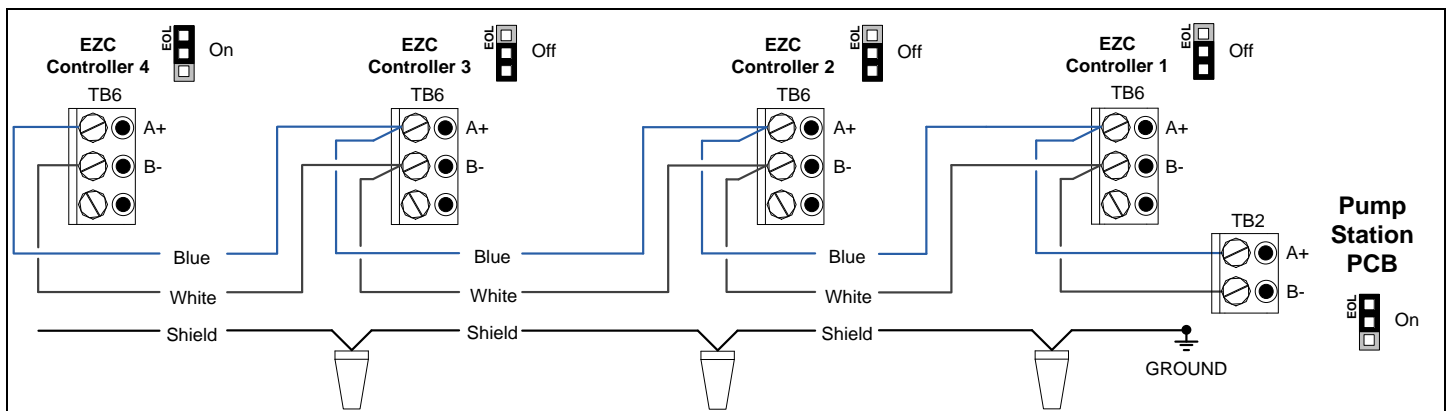 EZC
Controller 4
EOL
On
TB6
A+
B-
EZC
Controller 3
EOL
Off
TB6
A+
B-
EZC
Controller 2
EOL
Off
TB6
A+
B-
EZC
Controller 1
EOL
Off
TB6
A+
B-
TB2
A+
B-
Pump
Station
PCB
EOL
On
Blue
Blue
Blue
White
White
White
Shield
Shield
Shield
GROUND